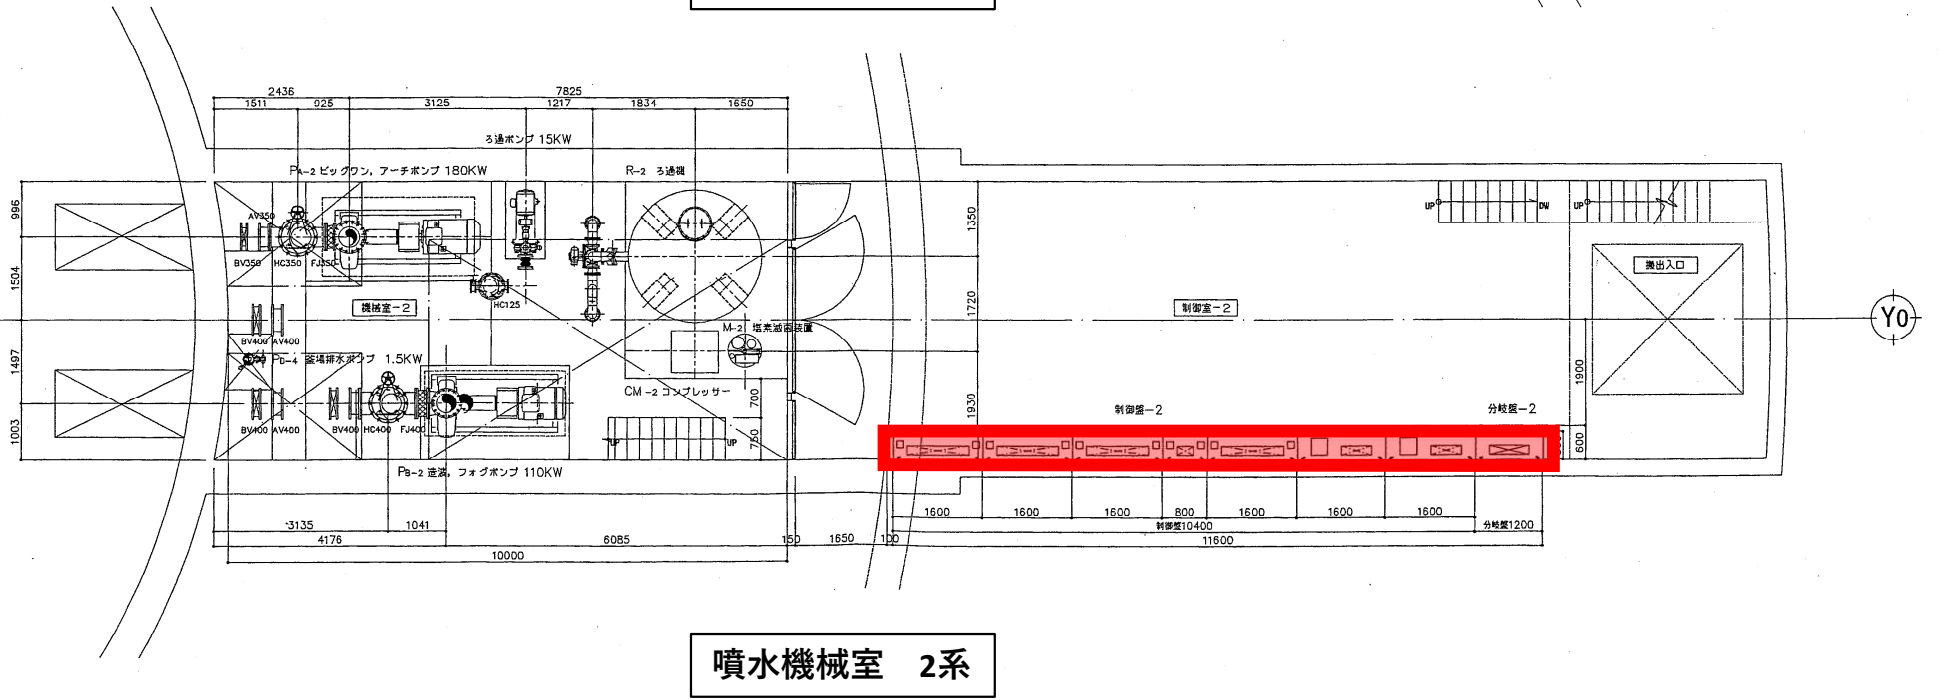 2436
7825
1511
925
3125
1217
1834
1650
ろ過ポンプ 15KW
PA-2 ビッグワン, アーチポンプ 180KW
R-2 ろ過機
996
1504
1497
1003
AV350
BV350
HC350
FJ350
HC125
機械室-2
BV400
AV400
M-2 塩素滅菌装置
PD-4 釜場排水ポンプ 1.5KW
CM-2 コンプレッサー
BV400
AV400
BV400
HC400
FJ400
UP
UP
700
750
PB-2 造波, フォグポンプ 110KW
1350
1720
1930
制御室-2
UP
DW
UP
搬出入口
Y0
1900
600
制御盤-2
分岐盤-2
1600
1600
1600
800
1600
1600
1600
制御盤10400
分岐盤1200
3135
1041
4176
6085
150
1650
100
11600
10000
噴水機械室 2系